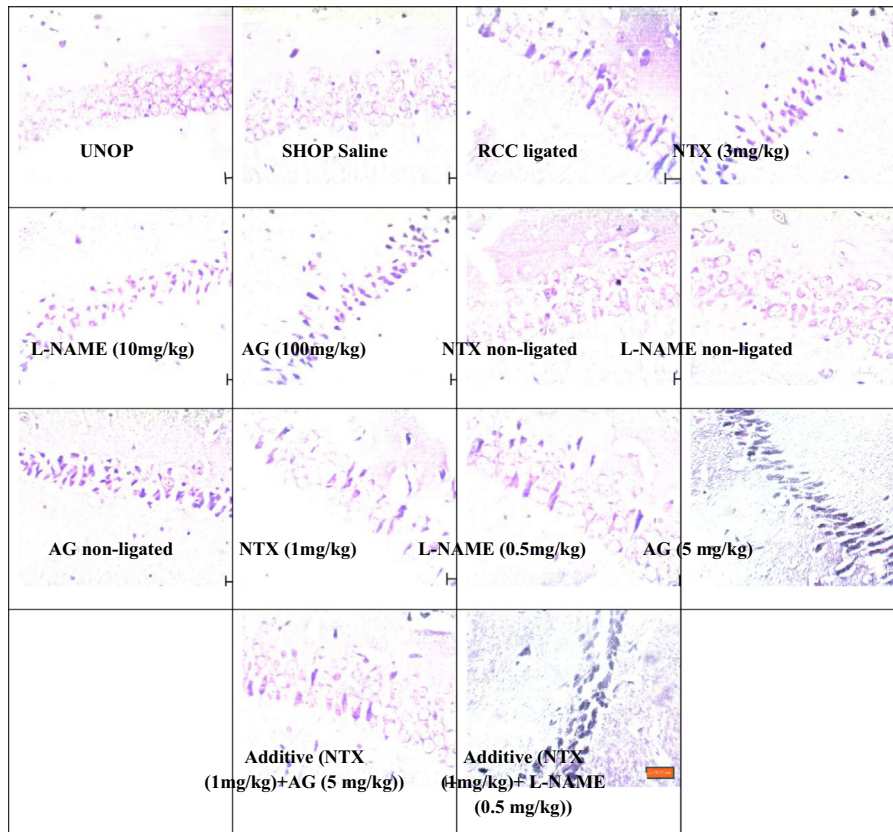 UNOP
SHOP Saline
RCC ligated
NTX (3mg/kg)
L-NAME (10mg/kg)
AG (100mg/kg)
NTX non-ligated
L-NAME non-ligated
AG non-ligated
NTX (1mg/kg)
L-NAME (0.5mg/kg)
AG (5 mg/kg)
Additive (NTX
(1mg/kg)+AG (5 mg/kg))
Additive (NTX
(1mg/kg)+ L-NAME
(0.5 mg/kg))